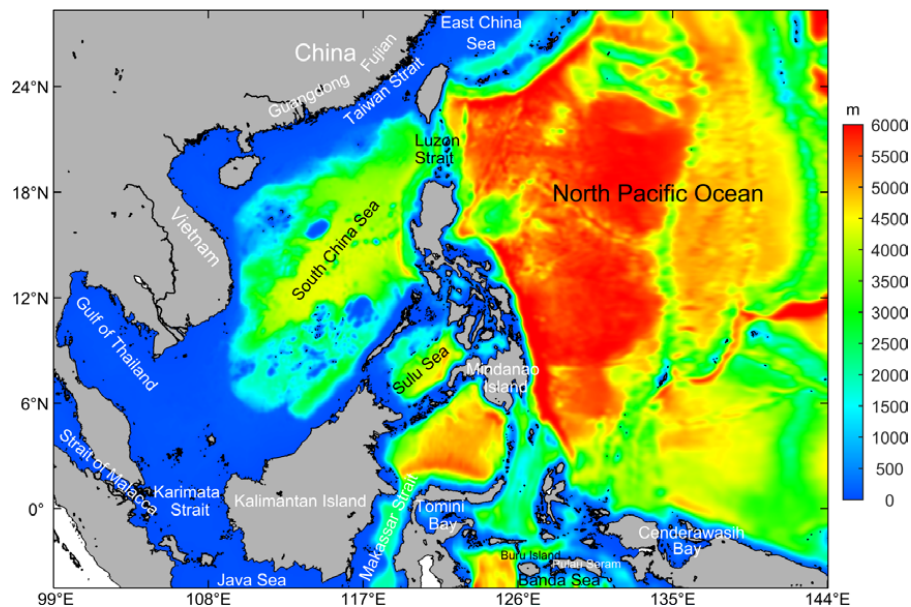 East China
Sea
China
Fujian
Guangdong
Taiwan Strait
24°N
m
6000
5000
4500
4000
3500
3000
2500
2000
1500
1000
500
0
Luzon
Strait
18°N
North Pacific Ocean
Vietnam
South China Sea
12°N
Gulf of Thailand
Sulu Sea
Mindanao
Island
6°N
Strait of Malacca
Karimata
Strait
Kalimantan Island
Makassar Strait
Tomini
Bay
Cenderawasih
Bay
0°
Buru Island
Pulau Seram
Java Sea
Banda Sea
99°E
108°E
117°E
126°E
135°E
144°E